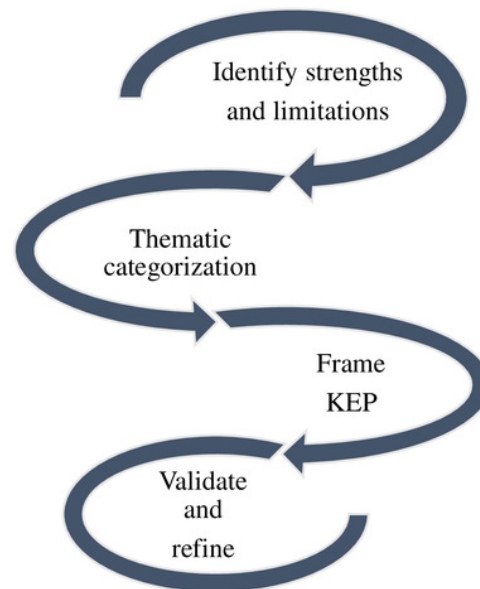 Identify strengths
and limitations
Thematic
categorization
Frame
KEP
Validate
and
refine